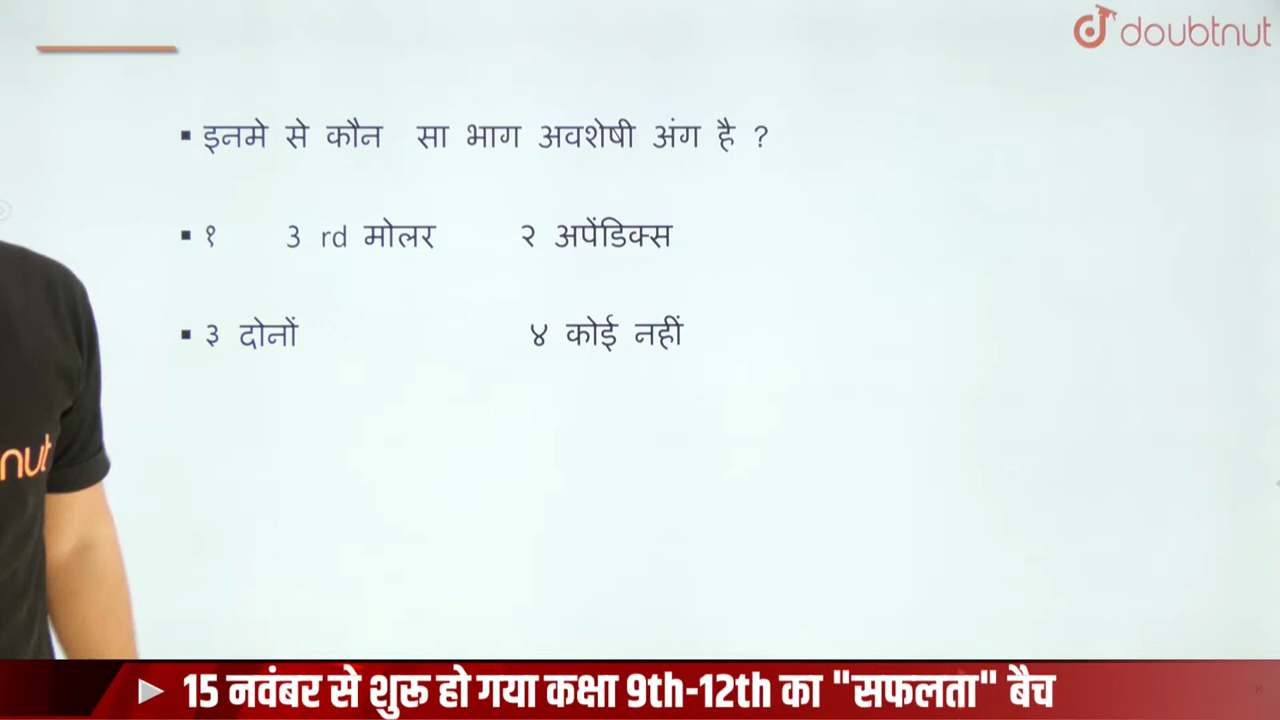 doubtnut
▪ इनमे से कौन सा भाग अवशेषी अंग है ?
▪ १ 3 rd मोलर २ अपेंडिक्स
▪ ३ दोनों ४ कोई नहीं
nut
15 नवंबर से शुरू हो गया कक्षा 9th-12th का "सफलता" बैच